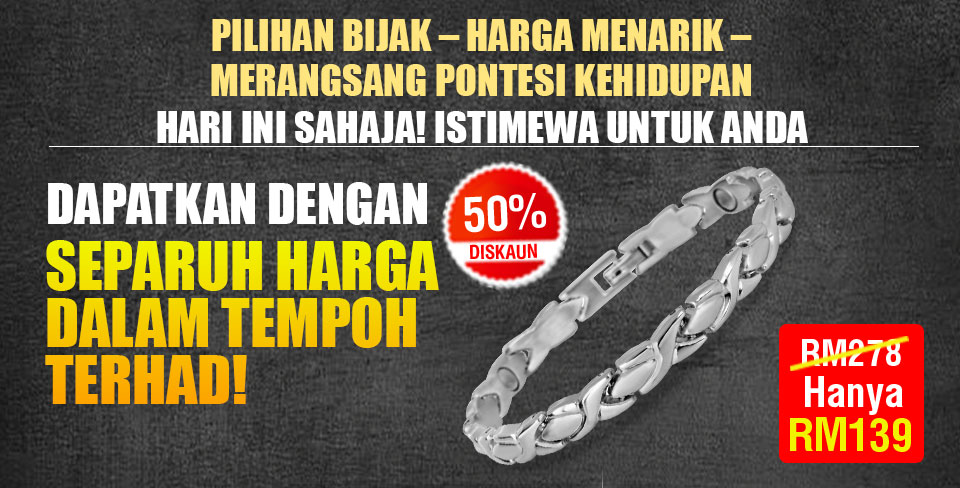 PILIHAN BIJAK – HARGA MENARIK –
MERANGSANG PONTESI KEHIDUPAN
HARI INI SAHAJA! ISTIMEWA UNTUK ANDA
DAPATKAN DENGAN
SEPARUH HARGA
DALAM TEMPOH
TERHAD!
50%
DISKAUN
RM278
Hanya
RM139